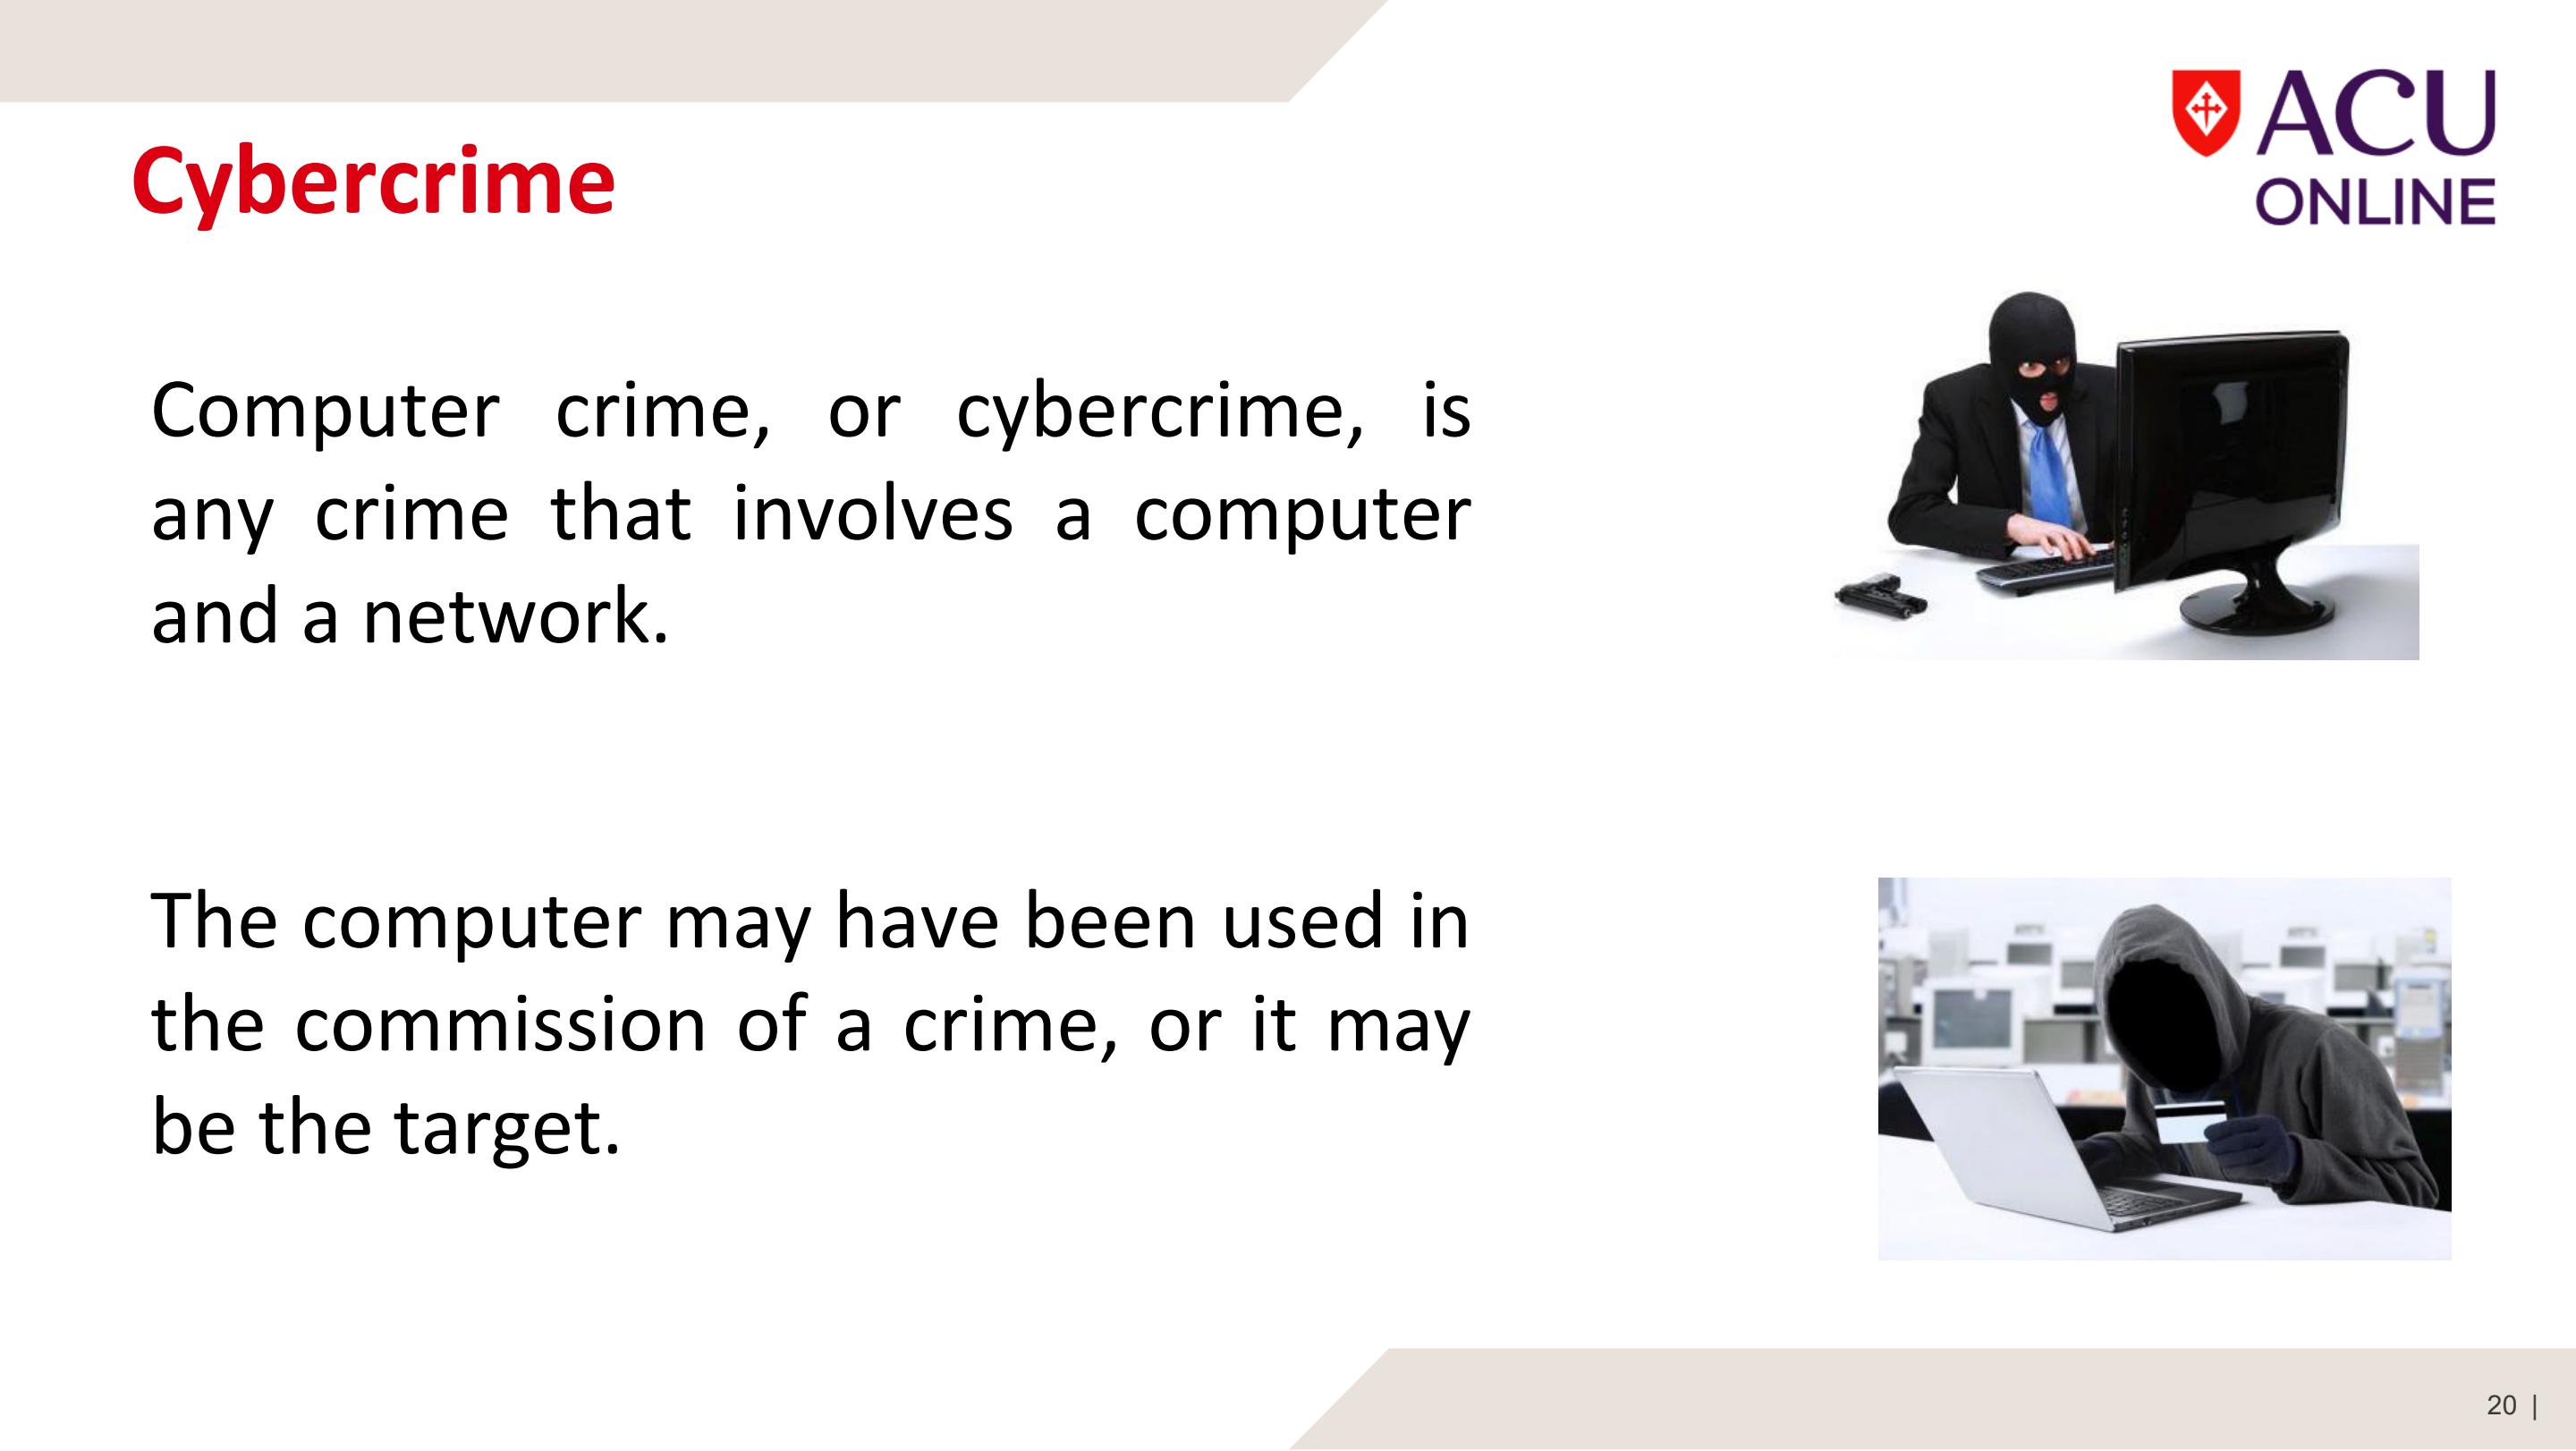 ACU
ONLINE
Cybercrime
Computer crime, or cybercrime, is
any crime that involves a computer
and a network.
The computer may have been used in
the commission of a crime, or it may
be the target.
20 |